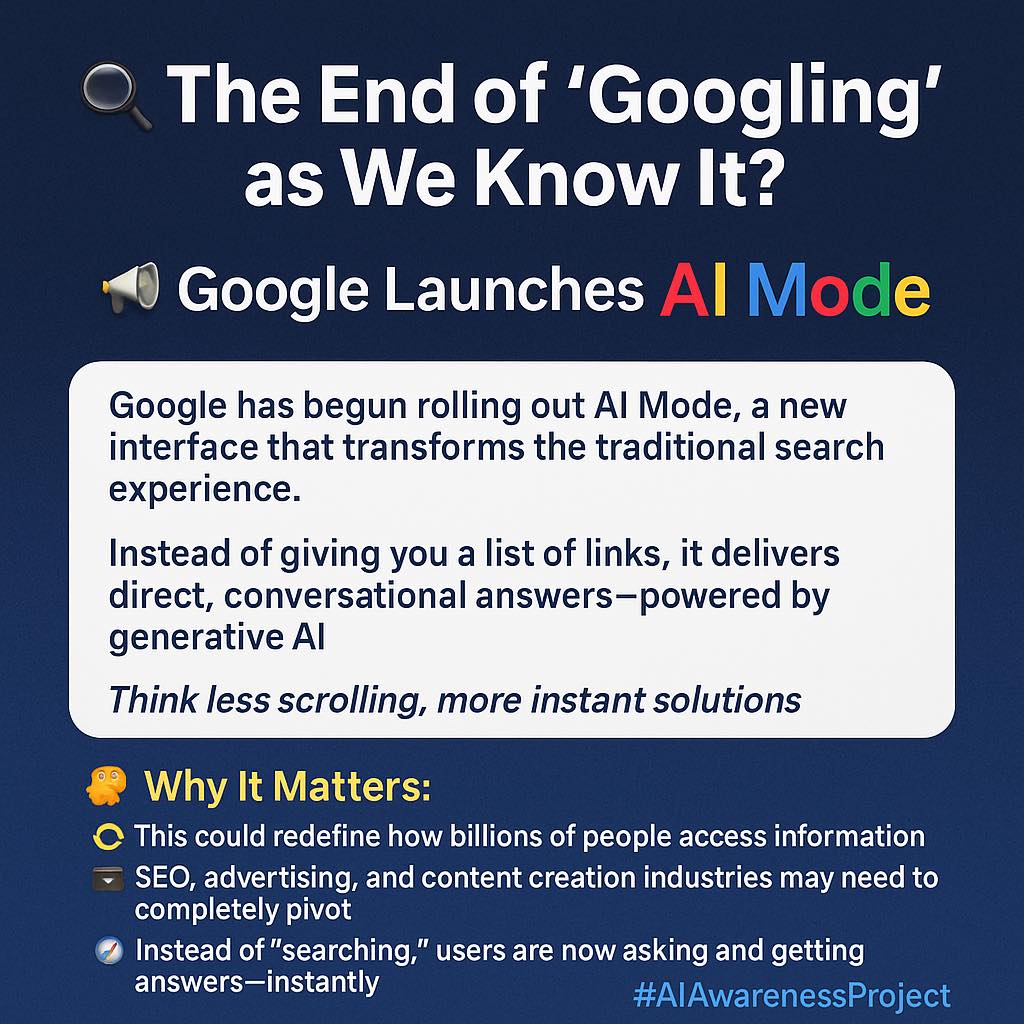 The End of ‘Googling’
as We Know It?
Google Launches AI Mode
Google has begun rolling out AI Mode, a new
interface that transforms the traditional search
experience.
Instead of giving you a list of links, it delivers
direct, conversational answers—powered by
generative AI
Think less scrolling, more instant solutions
Why It Matters:
This could redefine how billions of people access information
SEO, advertising, and content creation industries may need to
completely pivot
Instead of "searching," users are now asking and getting
answers—instantly
#AIAwarenessProject